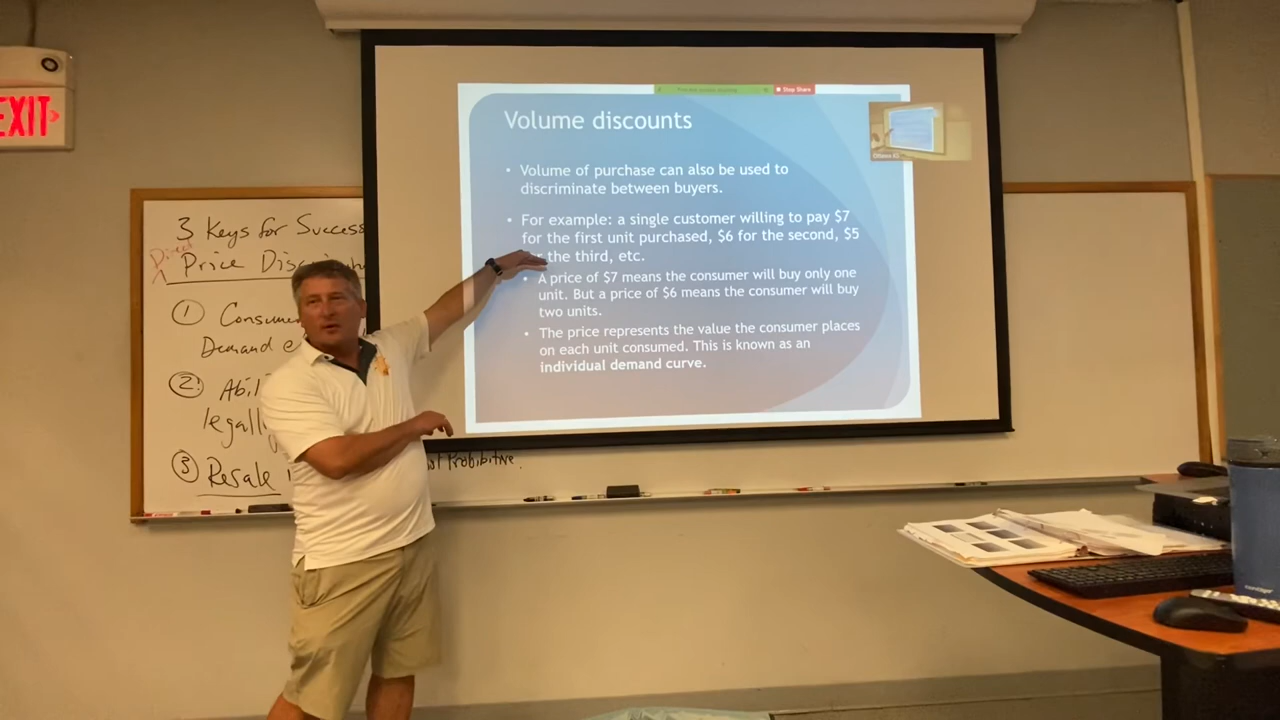 EXIT
3 Keys for Success
Direct
Price Discri
① Consume
Demand
② Abil
legall
③ Resale
Prohibitive.
Stop Share
Volume discounts
• Volume of purchase can also be used to
discriminate between buyers.
• For example: a single customer willing to pay $7
for the first unit purchased, $6 for the second, $5
the third, etc.
• A price of $7 means the consumer will buy only one
unit. But a price of $6 means the consumer will buy
two units.
• The price represents the value the consumer places
on each unit consumed. This is known as an
individual demand curve.